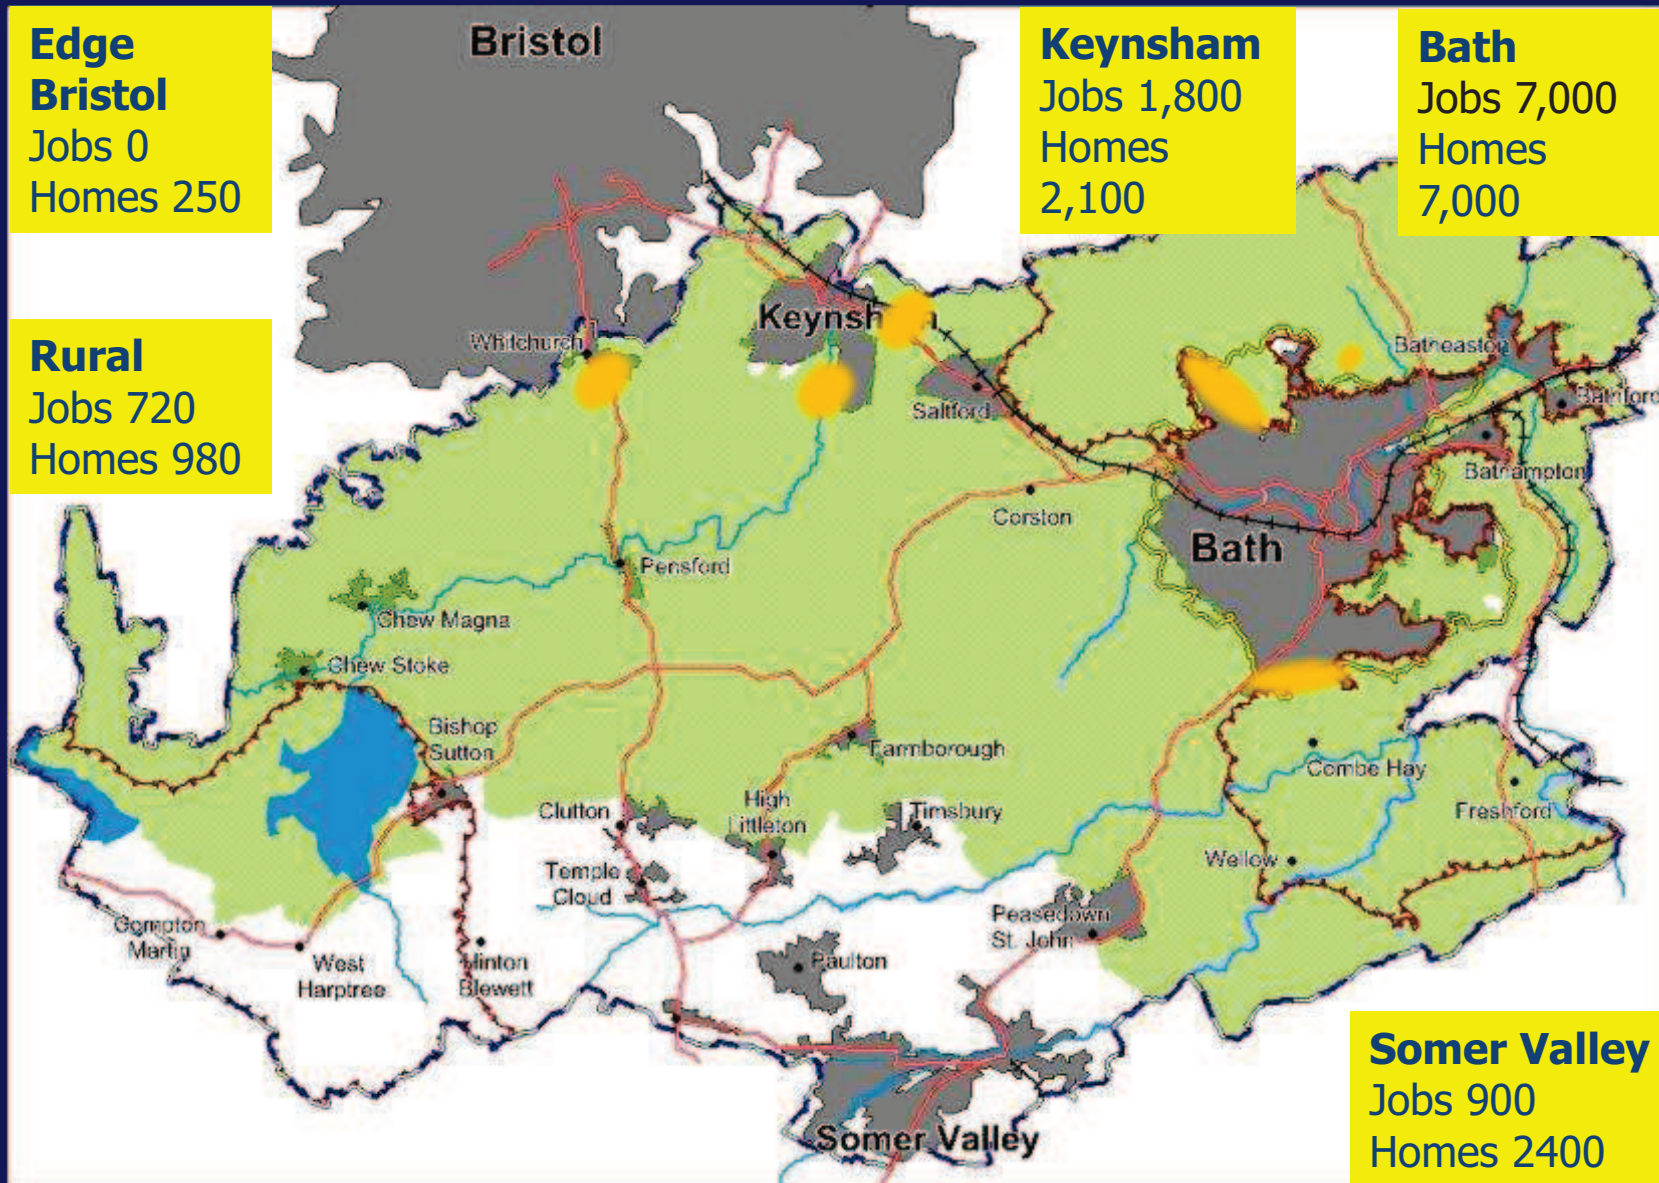 Edge
Bristol
Jobs 0
Homes 250
Bristol
Keynsham
Jobs 1,800
Homes
2,100
Bath
Jobs 7,000
Homes
7,000
Rural
Jobs 720
Homes 980
Whitchurch
Keynsham
Saltford
Batheaston
Bathford
Bathampton
Corston
Bath
Pensford
Chew Magna
Chew Stoke
Bishop
Sutton
Farmborough
Combe Hay
Freshford
Clutton
High
Littleton
Timsbury
Wellow
Temple
Cloud
Peasedown
St. John
Compton
Martin
West
Harptree
Hinton
Blewett
Paulton
Somer Valley
Somer Valley
Jobs 900
Homes 2400